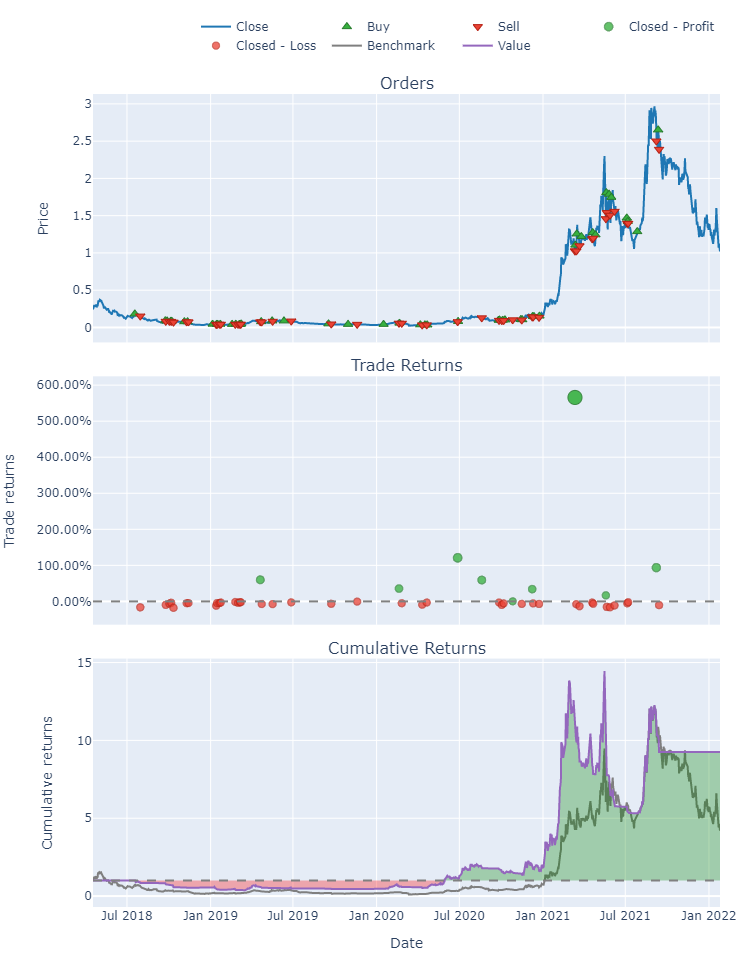 Close Buy Sell Closed - Profit
Closed - Loss Benchmark Value
Orders
3
2.5
2
1.5
1
0.5
0
Price
Trade Returns
600.00%
500.00%
400.00%
300.00%
200.00%
100.00%
0.00%
Trade returns
Cumulative Returns
15
10
5
0
Cumulative returns
Jul 2018 Jan 2019 Jul 2019 Jan 2020 Jul 2020 Jan 2021 Jul 2021 Jan 2022
Date